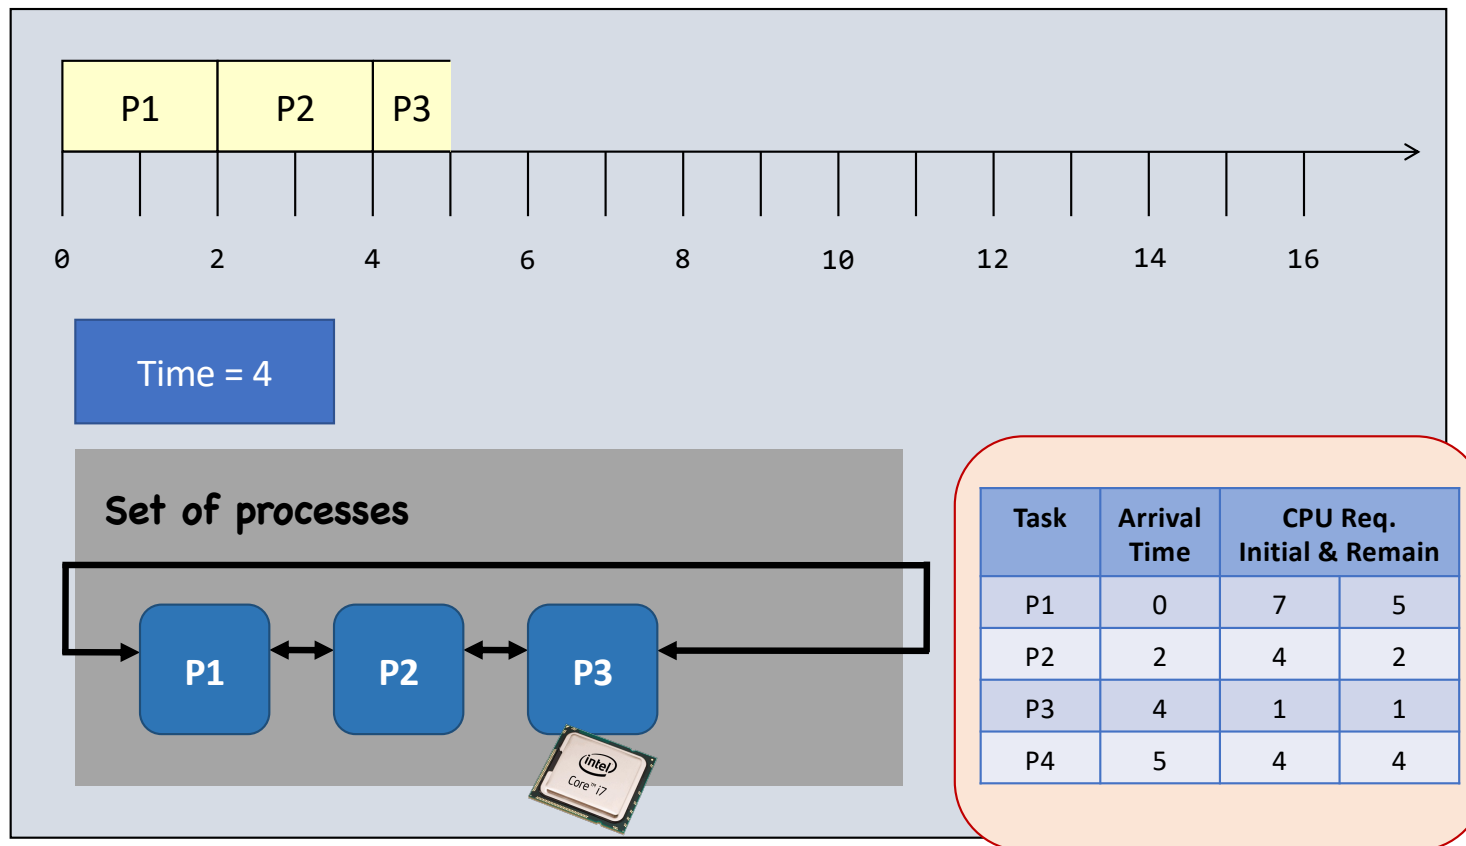 P1 P2 P3
0 2 4 6 8 10 12 14 16
Time = 4
Set of processes
P1 P2 P3
intel
Core™ i7
Task Arrival Time CPU Req. Initial & Remain
P1 0 7 5
P2 2 4 2
P3 4 1 1
P4 5 4 4